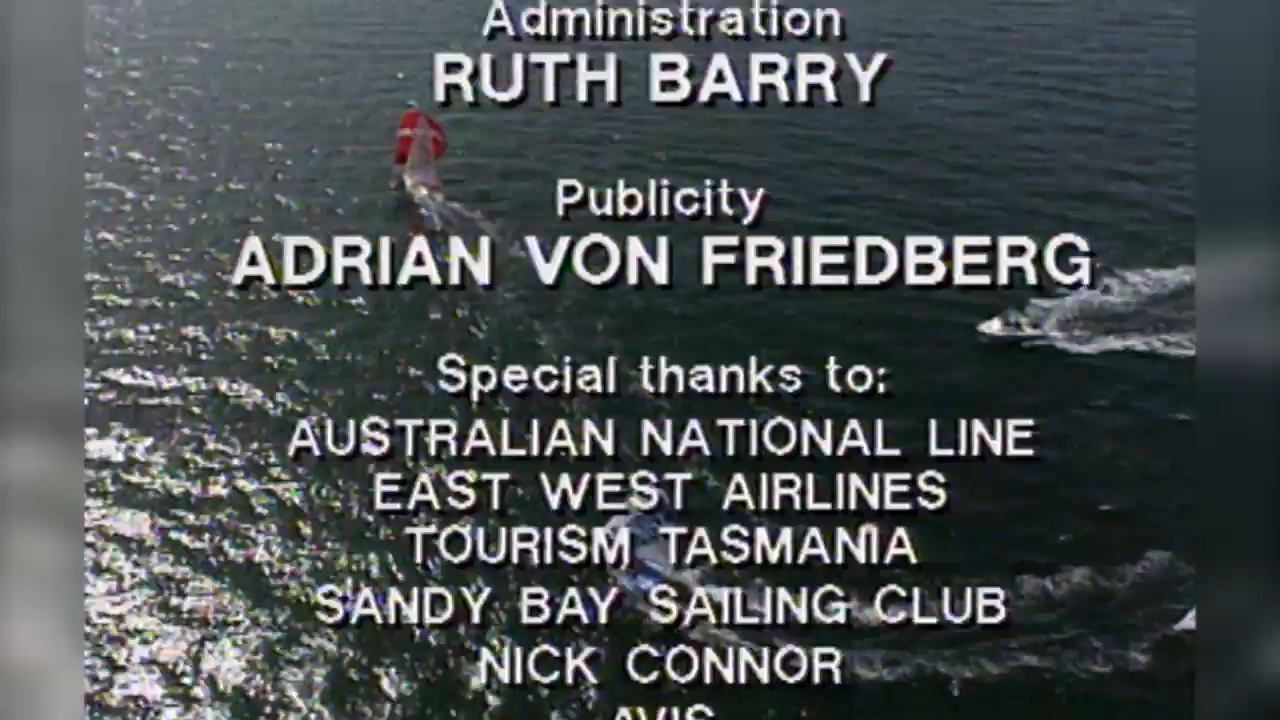 Administration
RUTH BARRY
Publicity
ADRIAN VON FRIEDBERG
Special thanks to:
AUSTRALIAN NATIONAL LINE
EAST WEST AIRLINES
TOURISM TASMANIA
SANDY BAY SAILING CLUB
NICK CONNOR
AVIS